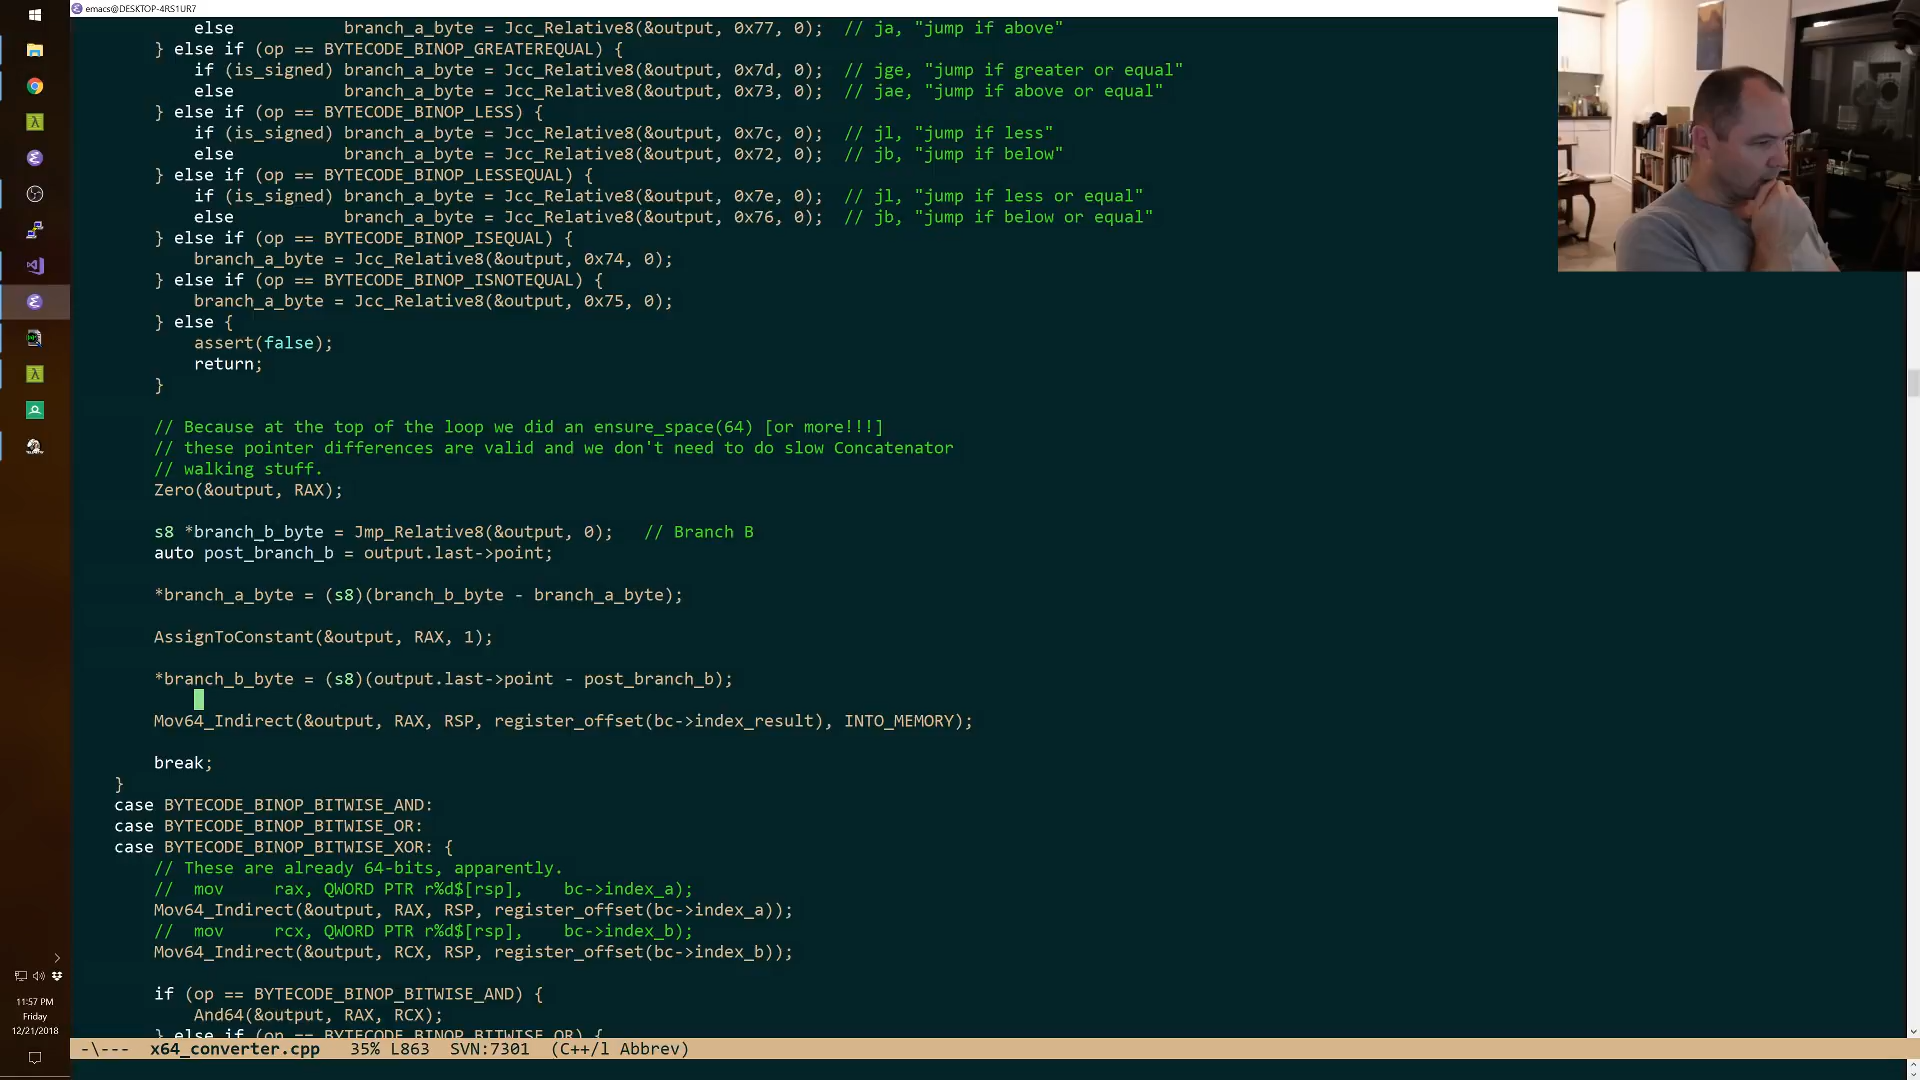 emacs@DESKTOP-4RS1UR7
else branch_a_byte = Jcc_Relative8(&output, 0x77, 0); // ja, "jump if above"
} else if (op == BYTECODE_BINOP_GREATEREQUAL) {
if (is_signed) branch_a_byte = Jcc_Relative8(&output, 0x7d, 0); // jge, "jump if greater or equal"
else branch_a_byte = Jcc_Relative8(&output, 0x73, 0); // jae, "jump if above or equal"
} else if (op == BYTECODE_BINOP_LESS) {
if (is_signed) branch_a_byte = Jcc_Relative8(&output, 0x7c, 0); // jl, "jump if less"
else branch_a_byte = Jcc_Relative8(&output, 0x72, 0); // jb, "jump if below"
} else if (op == BYTECODE_BINOP_LESSEQUAL) {
if (is_signed) branch_a_byte = Jcc_Relative8(&output, 0x7e, 0); // jl, "jump if less or equal"
else branch_a_byte = Jcc_Relative8(&output, 0x76, 0); // jb, "jump if below or equal"
} else if (op == BYTECODE_BINOP_ISEQUAL) {
branch_a_byte = Jcc_Relative8(&output, 0x74, 0);
} else if (op == BYTECODE_BINOP_ISNOTEQUAL) {
branch_a_byte = Jcc_Relative8(&output, 0x75, 0);
} else {
assert(false);
return;
}
// Because at the top of the loop we did an ensure_space(64) [or more!!!]
// these pointer differences are valid and we don't need to do slow Concatenator
// walking stuff.
Zero(&output, RAX);
s8 *branch_b_byte = Jmp_Relative8(&output, 0); // Branch B
auto post_branch_b = output.last->point;
*branch_a_byte = (s8)(branch_b_byte - branch_a_byte);
AssignToConstant(&output, RAX, 1);
*branch_b_byte = (s8)(output.last->point - post_branch_b);
Mov64_Indirect(&output, RAX, RSP, register_offset(bc->index_result), INTO_MEMORY);
break;
}
case BYTECODE_BINOP_BITWISE_AND:
case BYTECODE_BINOP_BITWISE_OR:
case BYTECODE_BINOP_BITWISE_XOR: {
// These are already 64-bits, apparently.
// mov rax, QWORD PTR r%d$[rsp], bc->index_a);
Mov64_Indirect(&output, RAX, RSP, register_offset(bc->index_a));
// mov rcx, QWORD PTR r%d$[rsp], bc->index_b);
Mov64_Indirect(&output, RCX, RSP, register_offset(bc->index_b));
if (op == BYTECODE_BINOP_BITWISE_AND) {
And64(&output, RAX, RCX);
} else if (op == BYTECODE_BINOP_BITWISE_OR) {
-\--- x64_converter.cpp 35% L863 SVN:7301 (C++/l Abbrev)
11:57 PM
Friday
12/21/2018